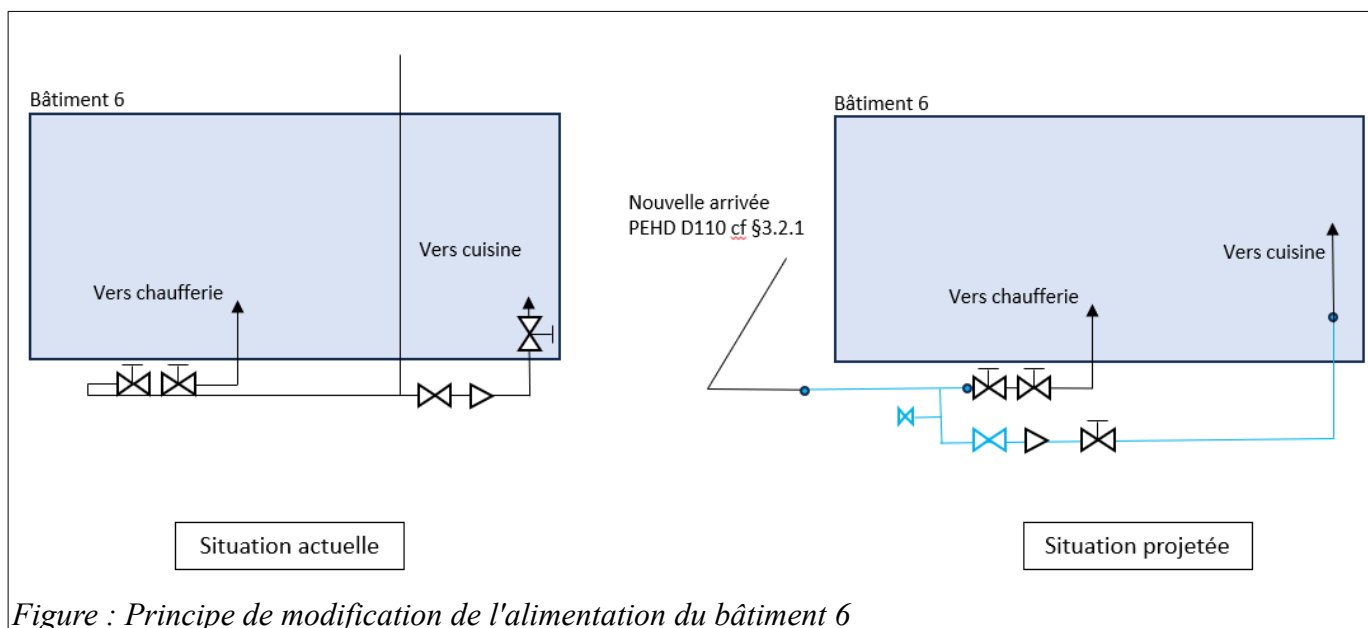 Bâtiment 6
Vers cuisine
Vers chaufferie
Situation actuelle
Bâtiment 6
Nouvelle arrivée
PEHD D110 cf §3.2.1
Vers cuisine
Vers chaufferie
Situation projetée
Figure : Principe de modification de l'alimentation du bâtiment 6